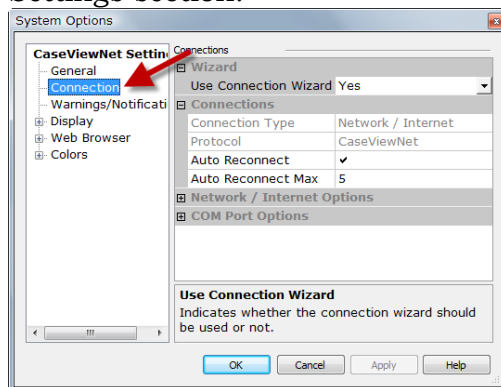 Settings section.
System Options
CaseViewNet Settin
General
Connection
Warnings/Notificati
Display
Web Browser
Colors
Connections
Wizard
Use Connection Wizard Yes
Connections
Connection Type Network / Internet
Protocol CaseViewNet
Auto Reconnect ✔
Auto Reconnect Max 5
Network / Internet Options
COM Port Options
Use Connection Wizard
Indicates whether the connection wizard should
be used or not.
OK Cancel Apply Help